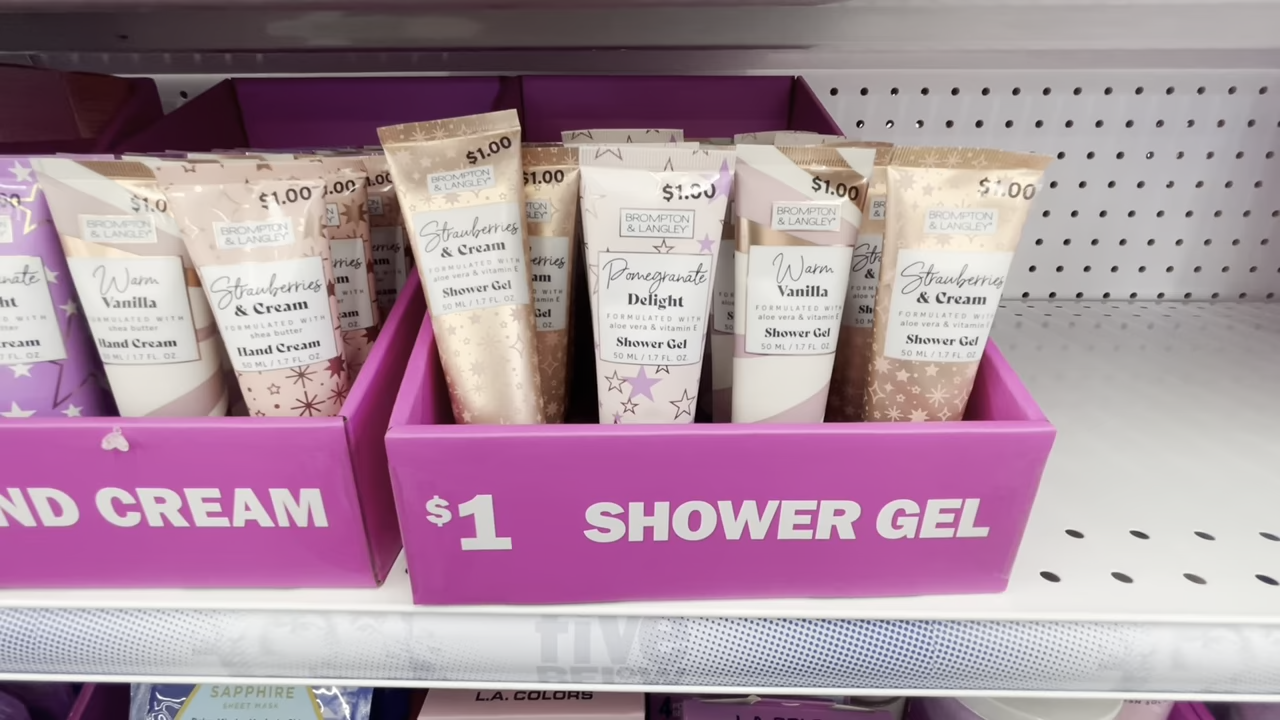 BROMPTON
& LANGLEY
Warm
Vanilla
FORMULATED WITH
shea butter
Hand Cream
50 ML / 1.7 FL. OZ.
$1.00
BROMPTON
& LANGLEY
Strawberries
& Cream
FORMULATED WITH
shea butter
Hand Cream
50 ML / 1.7 FL. OZ.
$1.00
BROMPTON
& LANGLEY
Strawberries
& Cream
FORMULATED WITH
aloe vera & vitamin E
Shower Gel
50 ML / 1.7 FL. OZ.
$1.00
$1.00
BROMPTON
& LANGLEY
Pomegranate
Delight
FORMULATED WITH
aloe vera & vitamin E
Shower Gel
50 ML / 1.7 FL. OZ.
$1.00
BROMPTON
& LANGLEY
Warm
Vanilla
FORMULATED WITH
aloe vera & vitamin E
Shower Gel
50 ML / 1.7 FL. OZ.
$1.00
BROMPTON
& LANGLEY
Strawberries
& Cream
FORMULATED WITH
aloe vera & vitamin E
Shower Gel
50 ML / 1.7 FL. OZ.
ND CREAM
$1 SHOWER GEL
SAPPHIRE
SHEET MASK
L.A. COLORS